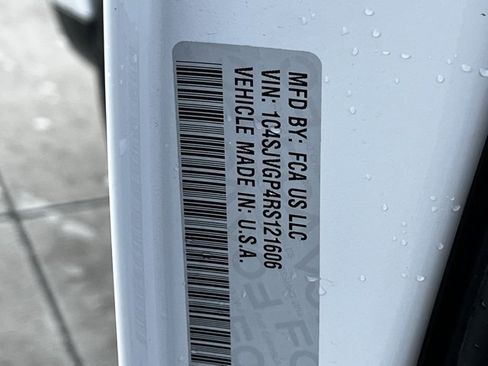 MFD BY: FCA US LLC
VIN: 1C4SJVGP4RS121606
VEHICLE MADE IN: U.S.A.